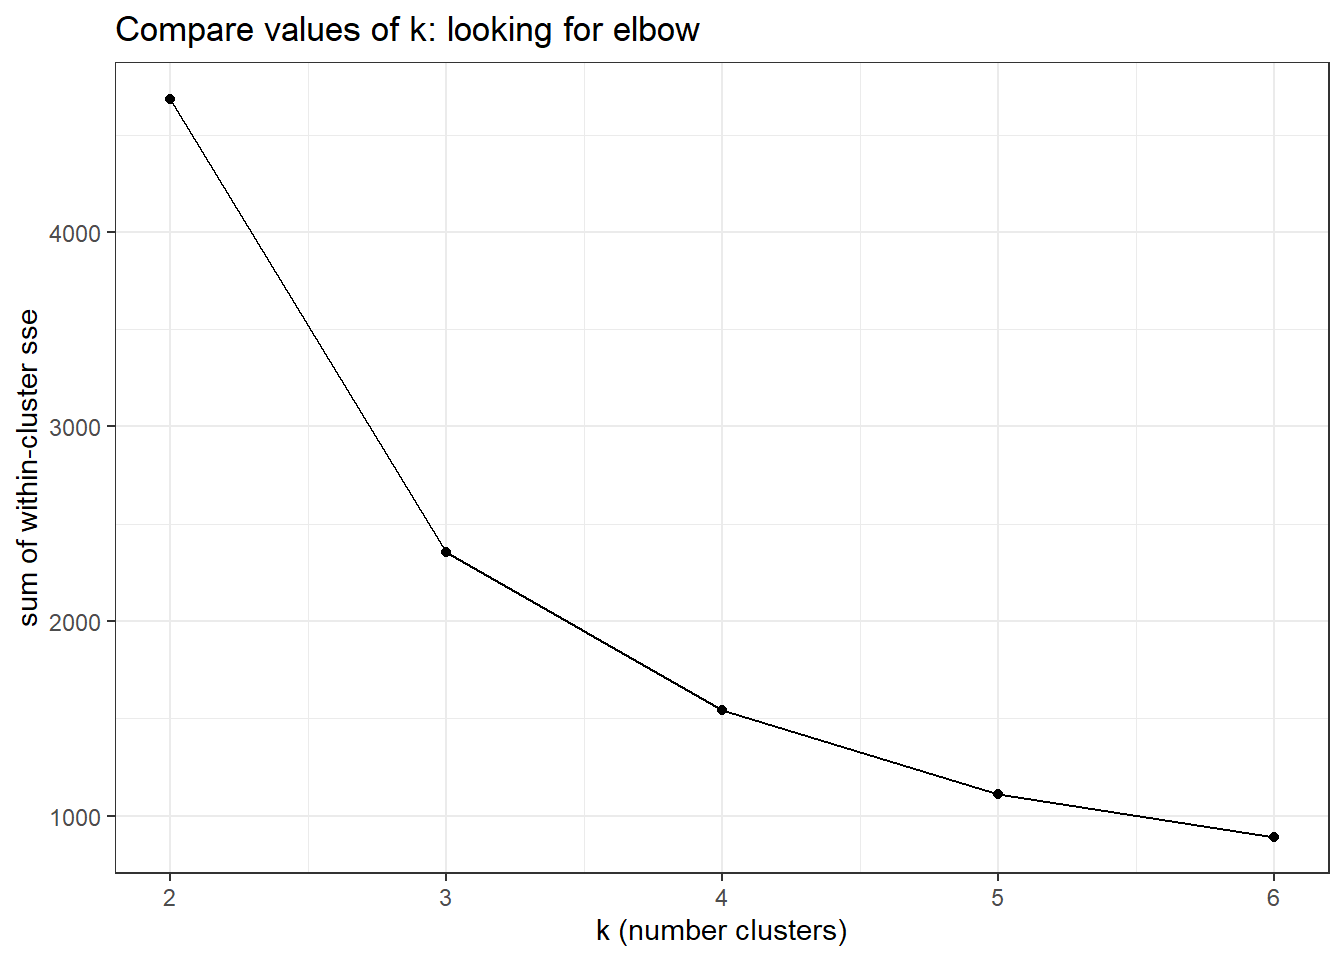 Compare values of k: looking for elbow
sum of within-cluster sse
4000
3000
2000
1000
2 3 4 5 6
k (number clusters)